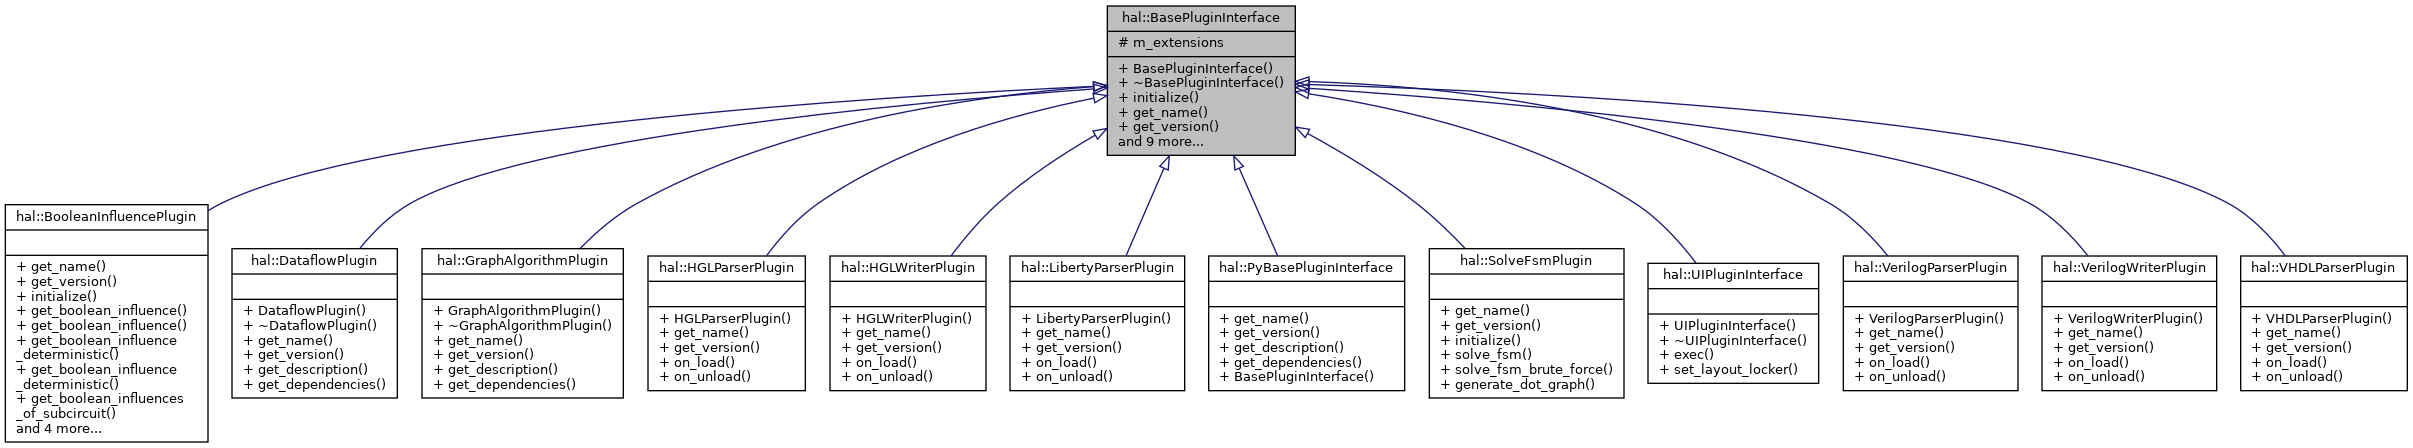 hal::BasePluginInterface
# m_extensions
+ BasePluginInterface()
+ ~BasePluginInterface()
+ initialize()
+ get_name()
+ get_version()
and 9 more...
hal::BooleanInfluencePlugin
+ get_name()
+ get_version()
+ initialize()
+ get_boolean_influence()
+ get_boolean_influence()
+ get_boolean_influence
_deterministic()
+ get_boolean_influence
_deterministic()
+ get_boolean_influences
_of_subcircuit()
and 4 more...
hal::DataflowPlugin
+ DataflowPlugin()
+ ~DataflowPlugin()
+ get_name()
+ get_version()
+ get_description()
+ get_dependencies()
hal::GraphAlgorithmPlugin
+ GraphAlgorithmPlugin()
+ ~GraphAlgorithmPlugin()
+ get_name()
+ get_version()
+ get_description()
+ get_dependencies()
hal::HGLParserPlugin
+ HGLParserPlugin()
+ get_name()
+ get_version()
+ on_load()
+ on_unload()
hal::HGLWriterPlugin
+ HGLWriterPlugin()
+ get_name()
+ get_version()
+ on_load()
+ on_unload()
hal::LibertyParserPlugin
+ LibertyParserPlugin()
+ get_name()
+ get_version()
+ on_load()
+ on_unload()
hal::PyBasePluginInterface
+ get_name()
+ get_version()
+ get_description()
+ get_dependencies()
+ BasePluginInterface()
hal::SolveFsmPlugin
+ get_name()
+ get_version()
+ initialize()
+ solve_fsm()
+ solve_fsm_brute_force()
+ generate_dot_graph()
hal::UIPluginInterface
+ UIPluginInterface()
+ ~UIPluginInterface()
+ exec()
+ set_layout_locker()
hal::VerilogParserPlugin
+ VerilogParserPlugin()
+ get_name()
+ get_version()
+ on_load()
+ on_unload()
hal::VerilogWriterPlugin
+ VerilogWriterPlugin()
+ get_name()
+ get_version()
+ on_load()
+ on_unload()
hal::VHDLParserPlugin
+ VHDLParserPlugin()
+ get_name()
+ get_version()
+ on_load()
+ on_unload()